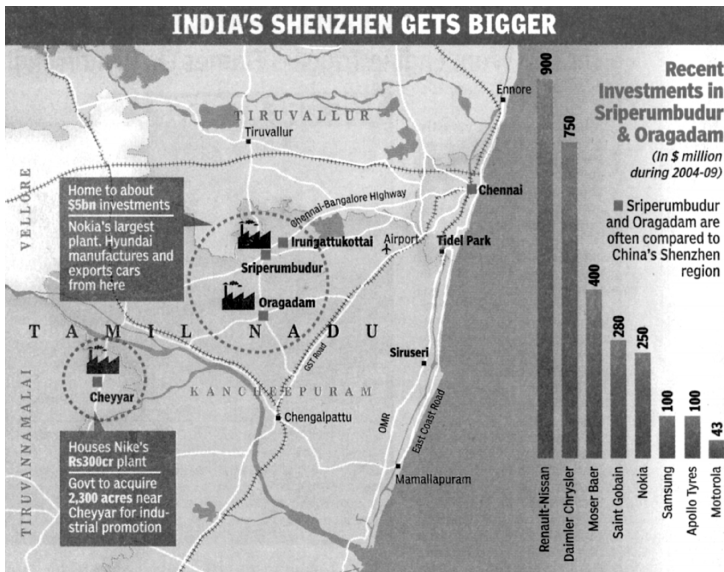 INDIA'S SHENZHEN GETS BIGGER
Ennore
TIRUVALLUR
Tiruvallur
VELLORE
Home to about
$5bn investments
Nokia's largest
plant. Hyundai
manufactures and
exports cars
from here
Chennai-Bangalore Highway
Chennai
Irungattukottai
Airport
Tidel Park
Sriperumbudur
Oragadam
TAMIL NADU
GST Road
Siruseri
Cheyyar
KANCHEEPURAM
TIRUVANNAMALAI
Chengalpattu
OMR
East Coast Road
Mamallapuram
Houses Nike's
Rs300cr plant
Govt to acquire
2,300 acres near
Cheyyar for indu-
strial promotion
Recent
Investments in
Sriperumbudur
& Oragadam
(In $ million
during 2004-09)
Sriperumbudur
and Oragadam are
often compared to
China's Shenzhen
region
900
750
400
280
250
100
100
43
Renault-Nissan
Daimler Chrysler
Moser Baer
Saint Gobain
Nokia
Samsung
Apollo Tyres
Motorola